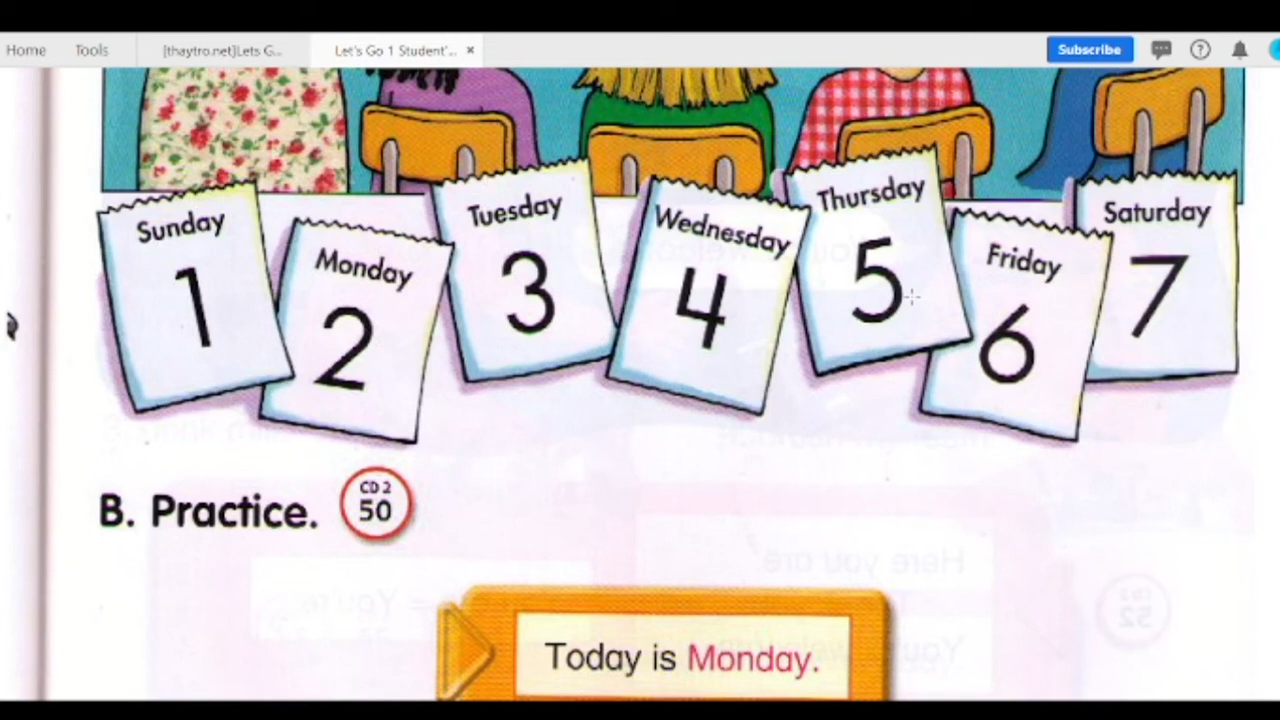 Home Tools [thaytro.net]Lets G... Let's Go 1 Student'... × Subscribe
Sunday
1
Monday
2
Tuesday
3
Wednesday
4
Thursday
5
Friday
6
Saturday
7
B. Practice. CD 2
50
Today is Monday.